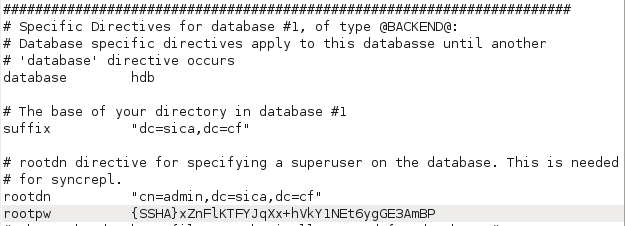 #######################################################################
# Specific Directives for database #1, of type @BACKEND@:
# Database specific directives apply to this databasse until another
# 'database' directive occurs
database        hdb
# The base of your directory in database #1
suffix          "dc=sica,dc=cf"
# rootdn directive for specifying a superuser on the database. This is needed
# for syncrepl.
rootdn          "cn=admin,dc=sica,dc=cf"
rootpw          {SSHA}xZnFlKTFYJqXx+hVkY1NEt6ygGE3AmBP